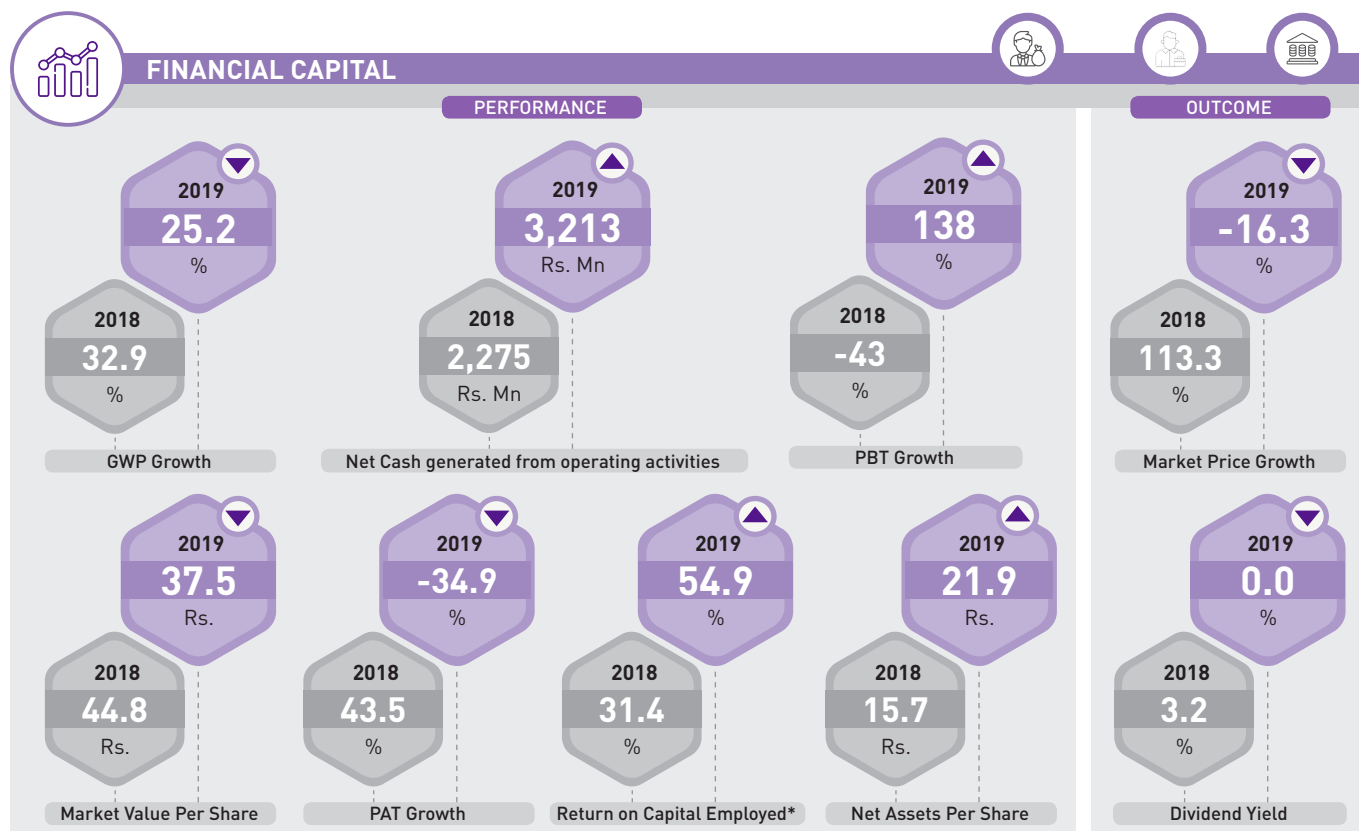 FINANCIAL CAPITAL
PERFORMANCE
2019
25.2
%
2018
32.9
%
GWP Growth
2019
3,213
Rs. Mn
2018
2,275
Rs. Mn
Net Cash generated from operating activities
2019
138
%
2018
-43
%
PBT Growth
2019
37.5
Rs.
2018
44.8
Rs.
Market Value Per Share
2019
-34.9
%
2018
43.5
%
PAT Growth
2019
54.9
%
2018
31.4
%
Return on Capital Employed*
2019
21.9
Rs.
2018
15.7
Rs.
Net Assets Per Share
OUTCOME
2019
-16.3
%
2018
113.3
%
Market Price Growth
2019
0.0
%
2018
3.2
%
Dividend Yield